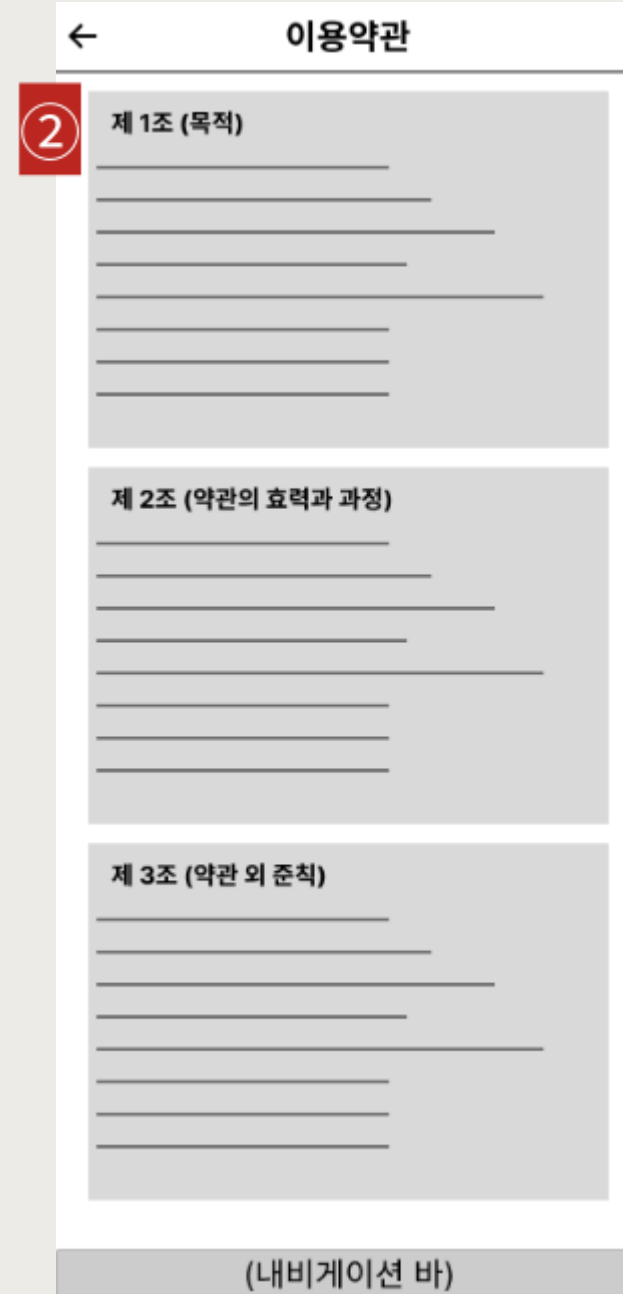 ← 이용약관
②
제 1조 (목적)
제 2조 (약관의 효력과 과정)
제 3조 (약관 외 준칙)
(내비게이션 바)